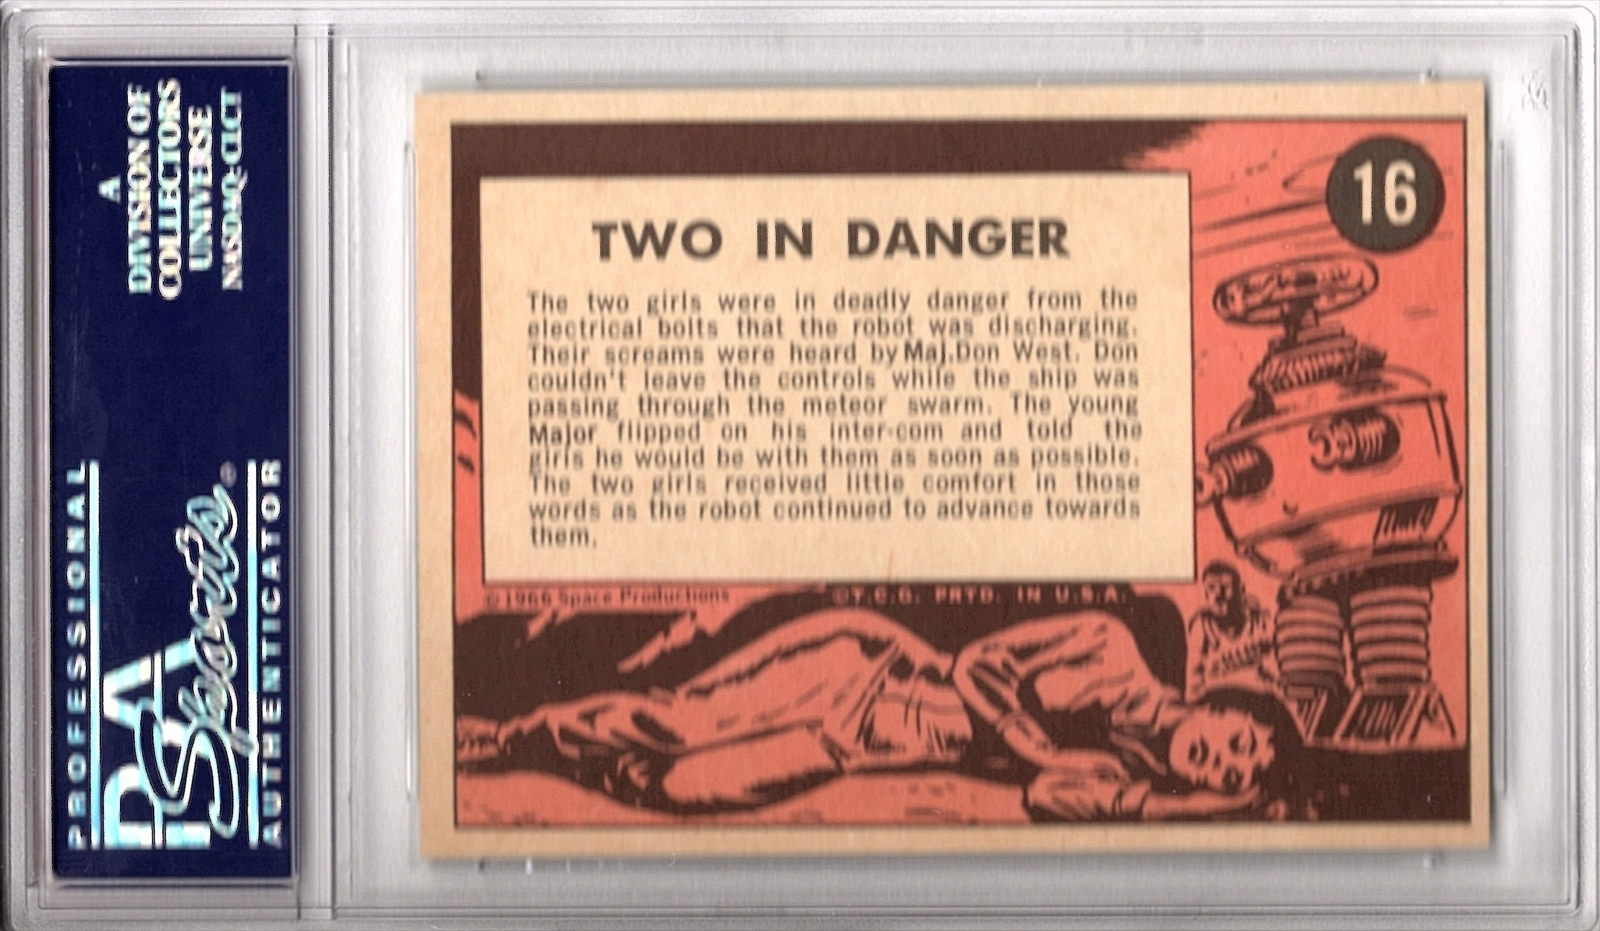 A
DIVISION OF
COLLECTORS
UNIVERSE
NASDAQ: CLCT
PROFESSIONAL
PSA
Sports
®
AUTHENTICATOR
16
TWO IN DANGER
The two girls were in deadly danger from the
electrical bolts that the robot was discharging.
Their screams were heard by Maj. Don West. Don
couldn't leave the controls while the ship was
passing through the meteor swarm. The young
Major flipped on his inter-com and told the
girls he would be with them as soon as possible.
The two girls received little comfort in those
words as the robot continued to advance towards
them.
© 1966 Space Productions
©T.C.G. PRTD. IN U.S.A.